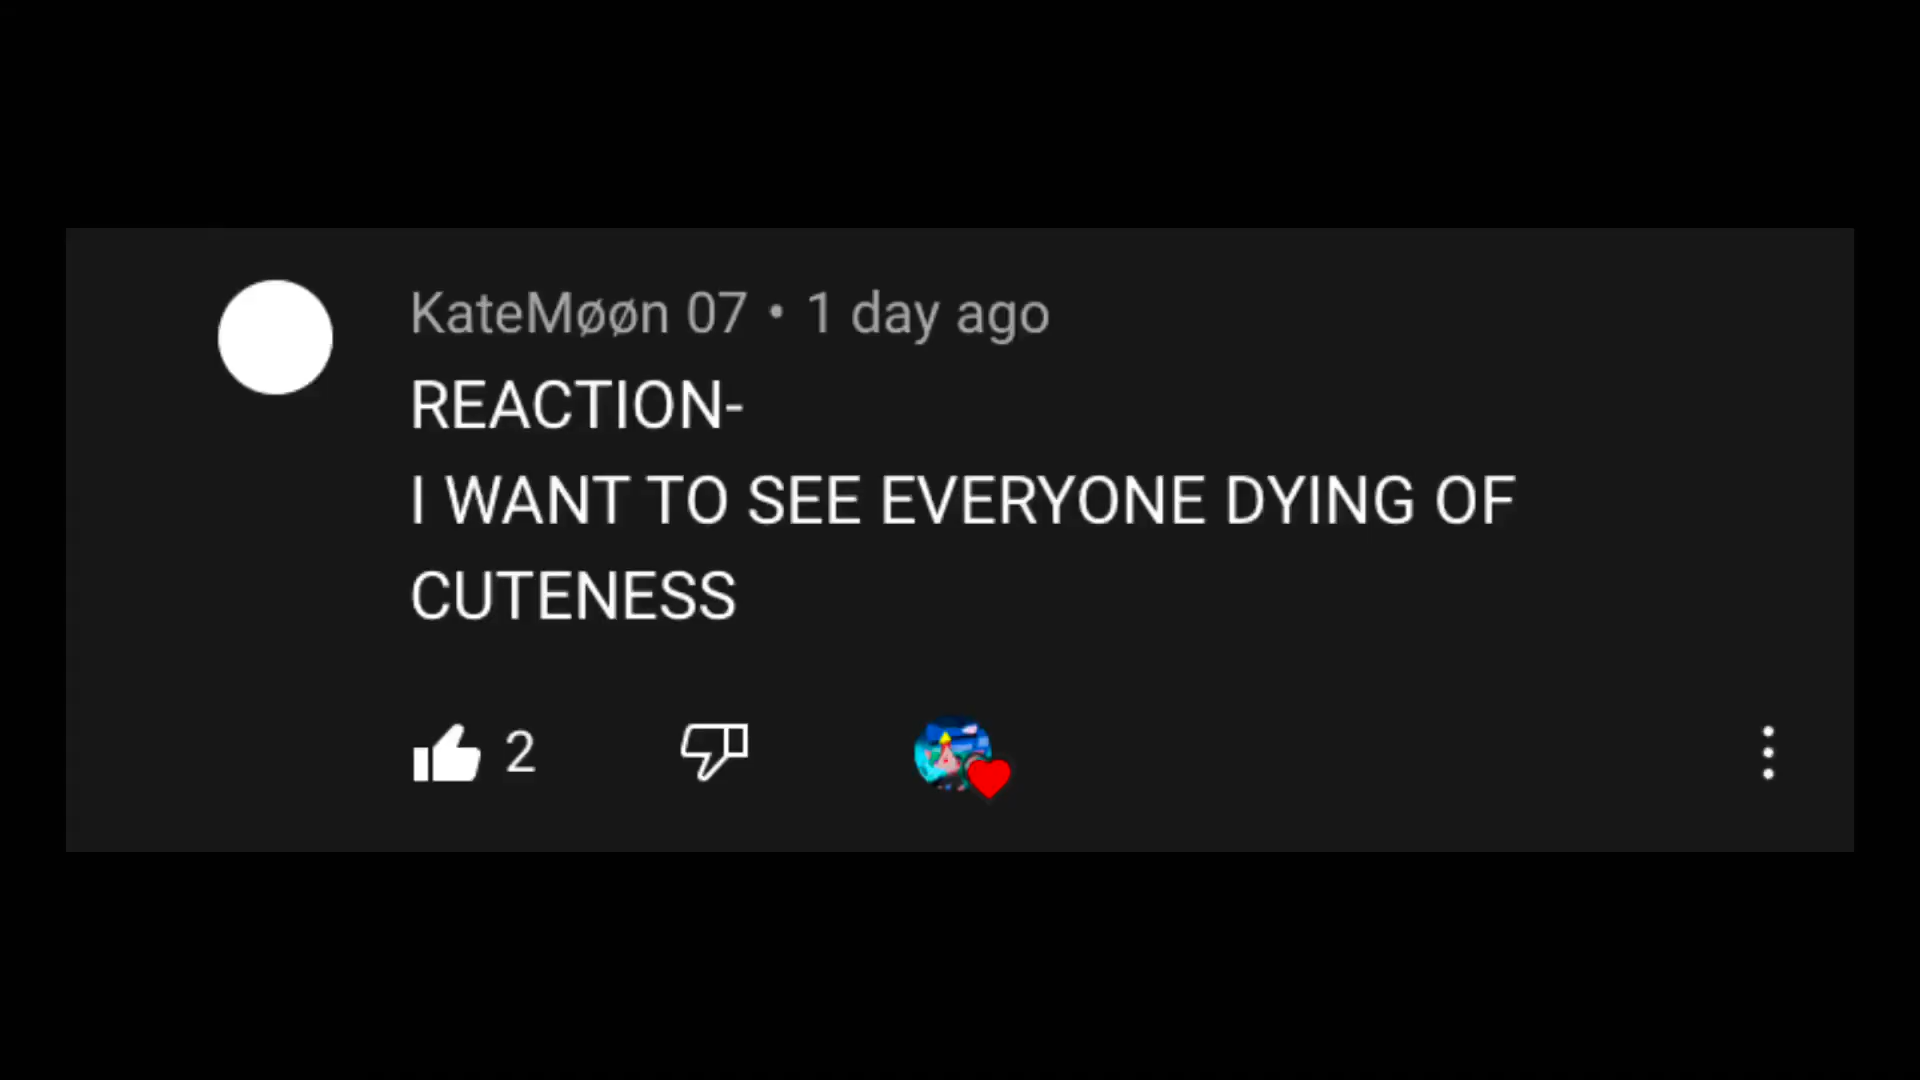 KateMøøn 07 • 1 day ago
REACTION-
I WANT TO SEE EVERYONE DYING OF
CUTENESS
2